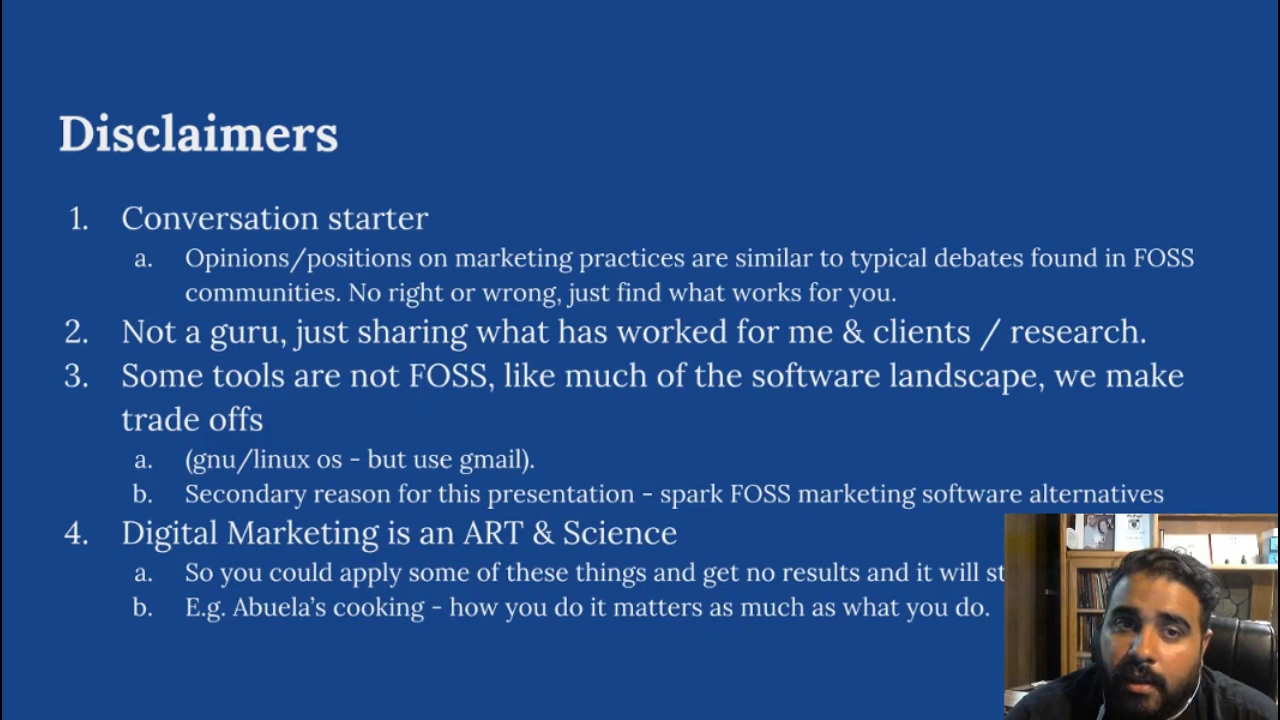 Disclaimers
1. Conversation starter
a. Opinions/positions on marketing practices are similar to typical debates found in FOSS
communities. No right or wrong, just find what works for you.
2. Not a guru, just sharing what has worked for me & clients / research.
3. Some tools are not FOSS, like much of the software landscape, we make
trade offs
a. (gnu/linux os - but use gmail).
b. Secondary reason for this presentation - spark FOSS marketing software alternatives
4. Digital Marketing is an ART & Science
a. So you could apply some of these things and get no results and it will st
b. E.g. Abuela's cooking - how you do it matters as much as what you do.